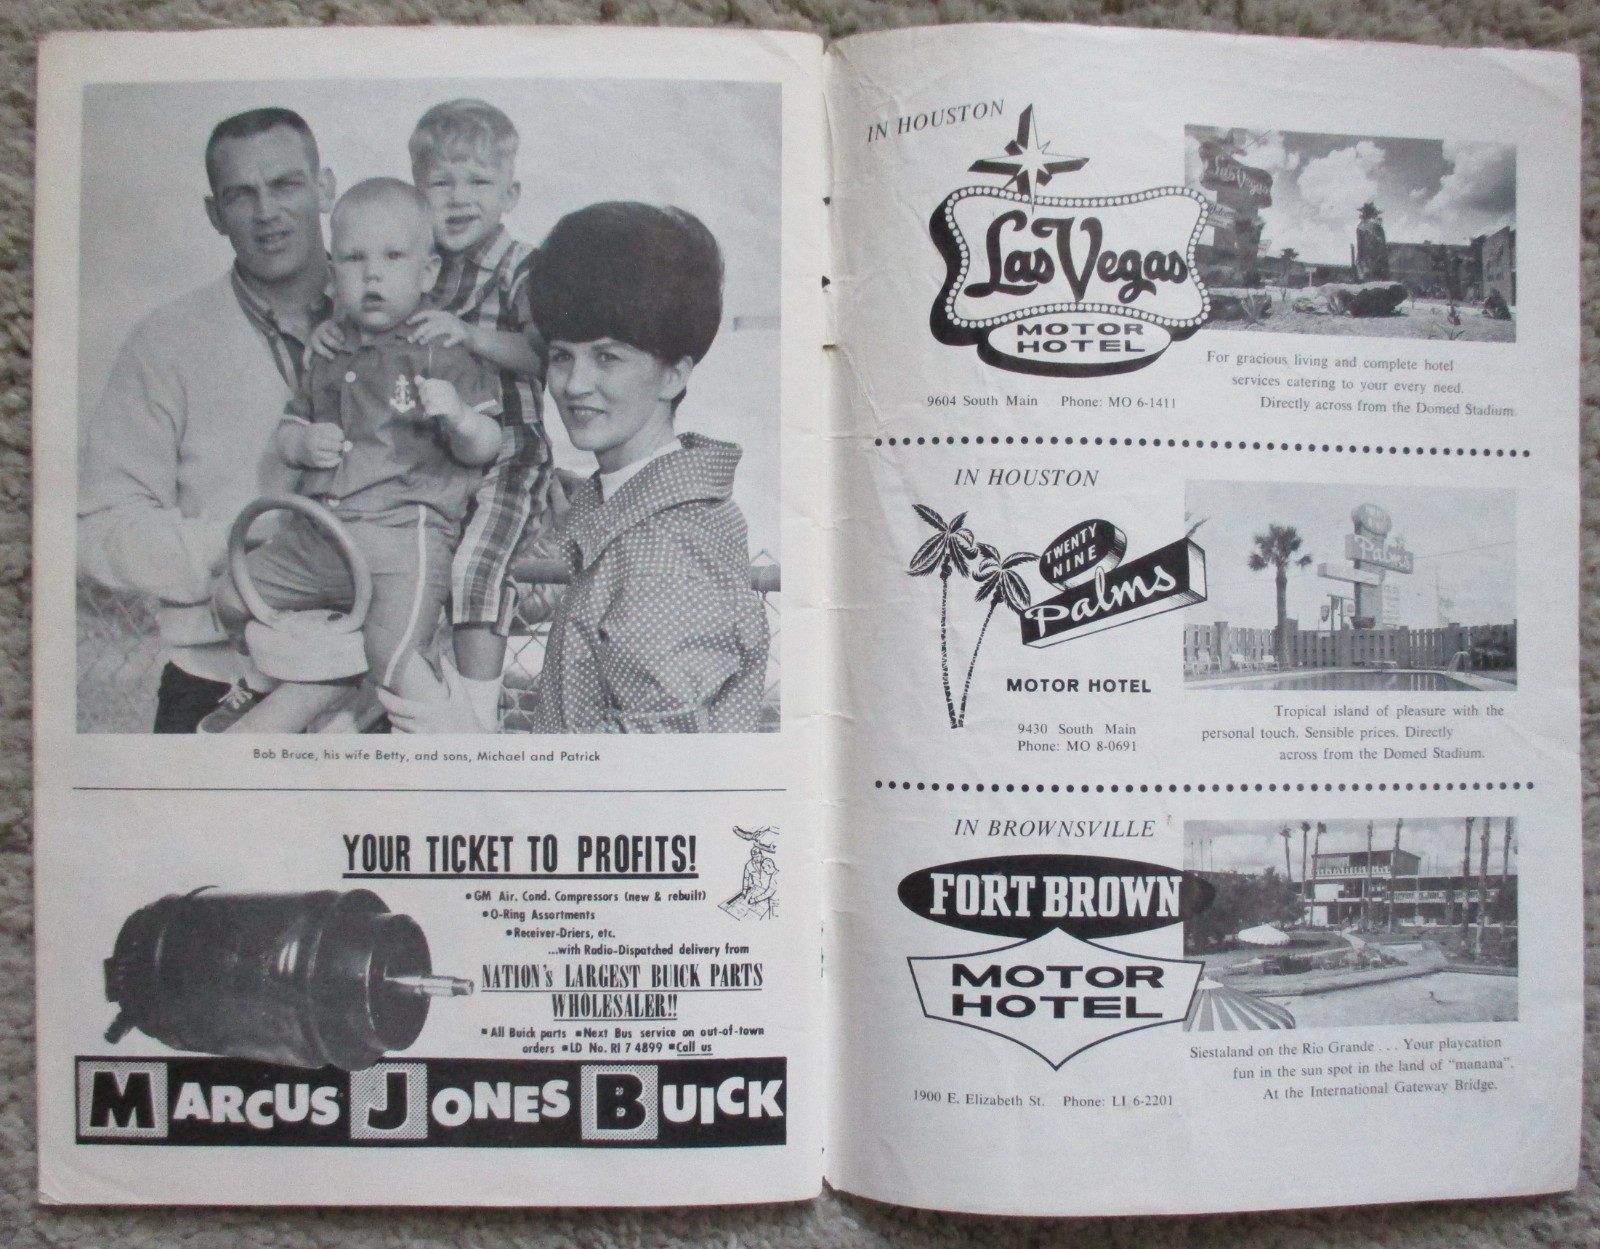 Bob Bruce, his wife Betty, and sons, Michael and Patrick
YOUR TICKET TO PROFITS!
•GM Air. Cond. Compressors (new & rebuilt)
•O-Ring Assortments
•Receiver-Driers, etc.
...with Radio-Dispatched delivery from
NATION's LARGEST BUICK PARTS
WHOLESALER!!
■All Buick parts ■Next Bus service on out-of-town
orders ■LD No. RI 7 4899 ■Call us
MARCUS JONES BUICK
IN HOUSTON
Las Vegas
Las Vegas
MOTOR
HOTEL
For gracious living and complete hotel
services catering to your every need.
Directly across from the Domed Stadium.
9604 South Main Phone: MO 6-1411
IN HOUSTON
TWENTY
NINE
Palms
Palms
MOTOR HOTEL
9430 South Main
Phone: MO 8-0691
Tropical island of pleasure with the
personal touch. Sensible prices. Directly
across from the Domed Stadium.
IN BROWNSVILLE
FORT BROWN
MOTOR
HOTEL
Siestaland on the Rio Grande . . . Your playcation
fun in the sun spot in the land of "manana".
At the International Gateway Bridge.
1900 E. Elizabeth St. Phone: LI 6-2201